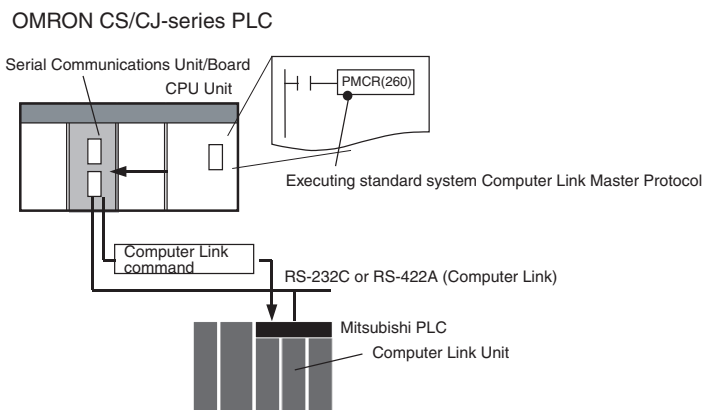 OMRON CS/CJ-series PLC
Serial Communications Unit/Board
CPU Unit
PMCR(260)
Executing standard system Computer Link Master Protocol
Computer Link
command
RS-232C or RS-422A (Computer Link)
Mitsubishi PLC
Computer Link Unit